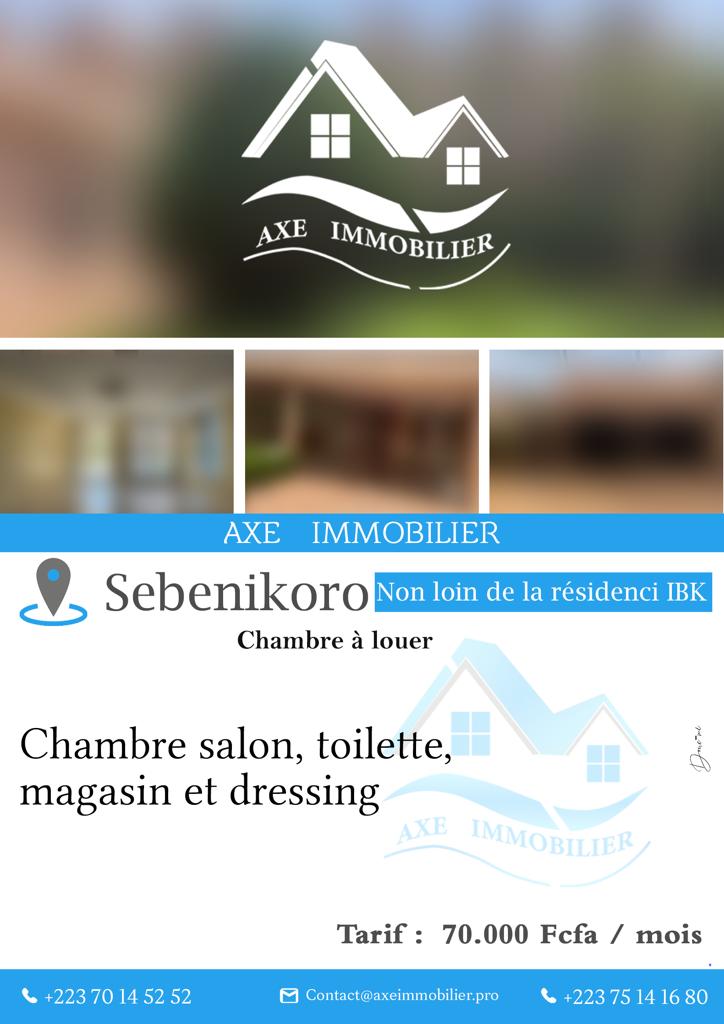 AXE IMMOBILIER
AXE IMMOBILIER
Sebenikoro
Non loin de la résidenci IBK
Chambre à louer
Chambre salon, toilette,
magasin et dressing
AXE IMMOBILIER
Tarif : 70.000 Fcfa / mois
+223 70 14 52 52
Contact@axeimmobilier.pro
+223 75 14 16 80